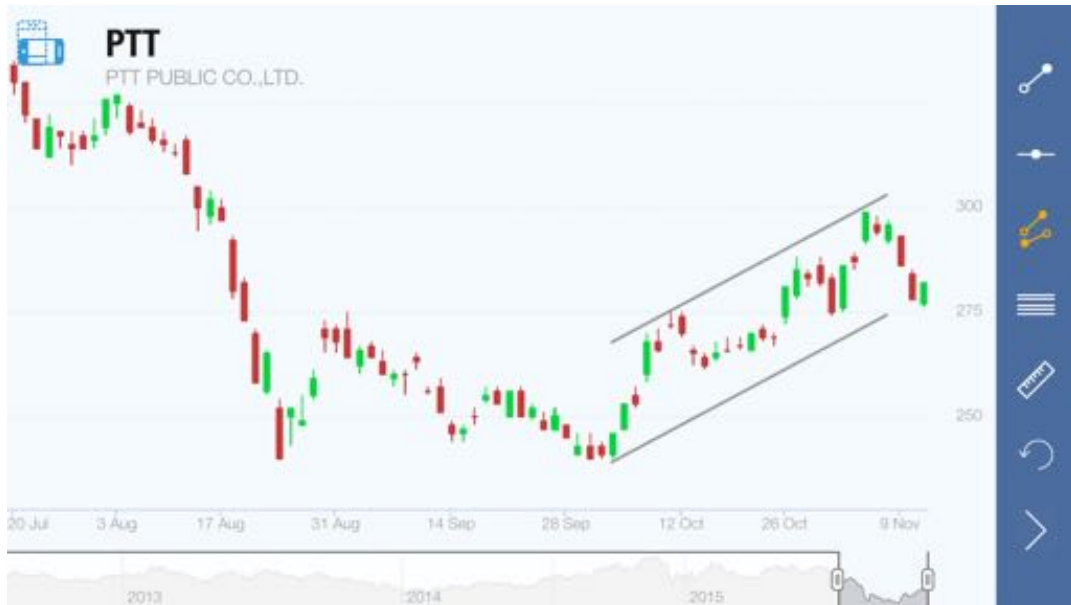 PTT
PTT PUBLIC CO.,LTD.
300
275
250
20 Jul 3 Aug 17 Aug 31 Aug 14 Sep 28 Sep 12 Oct 26 Oct 9 Nov
2013 2014 2015